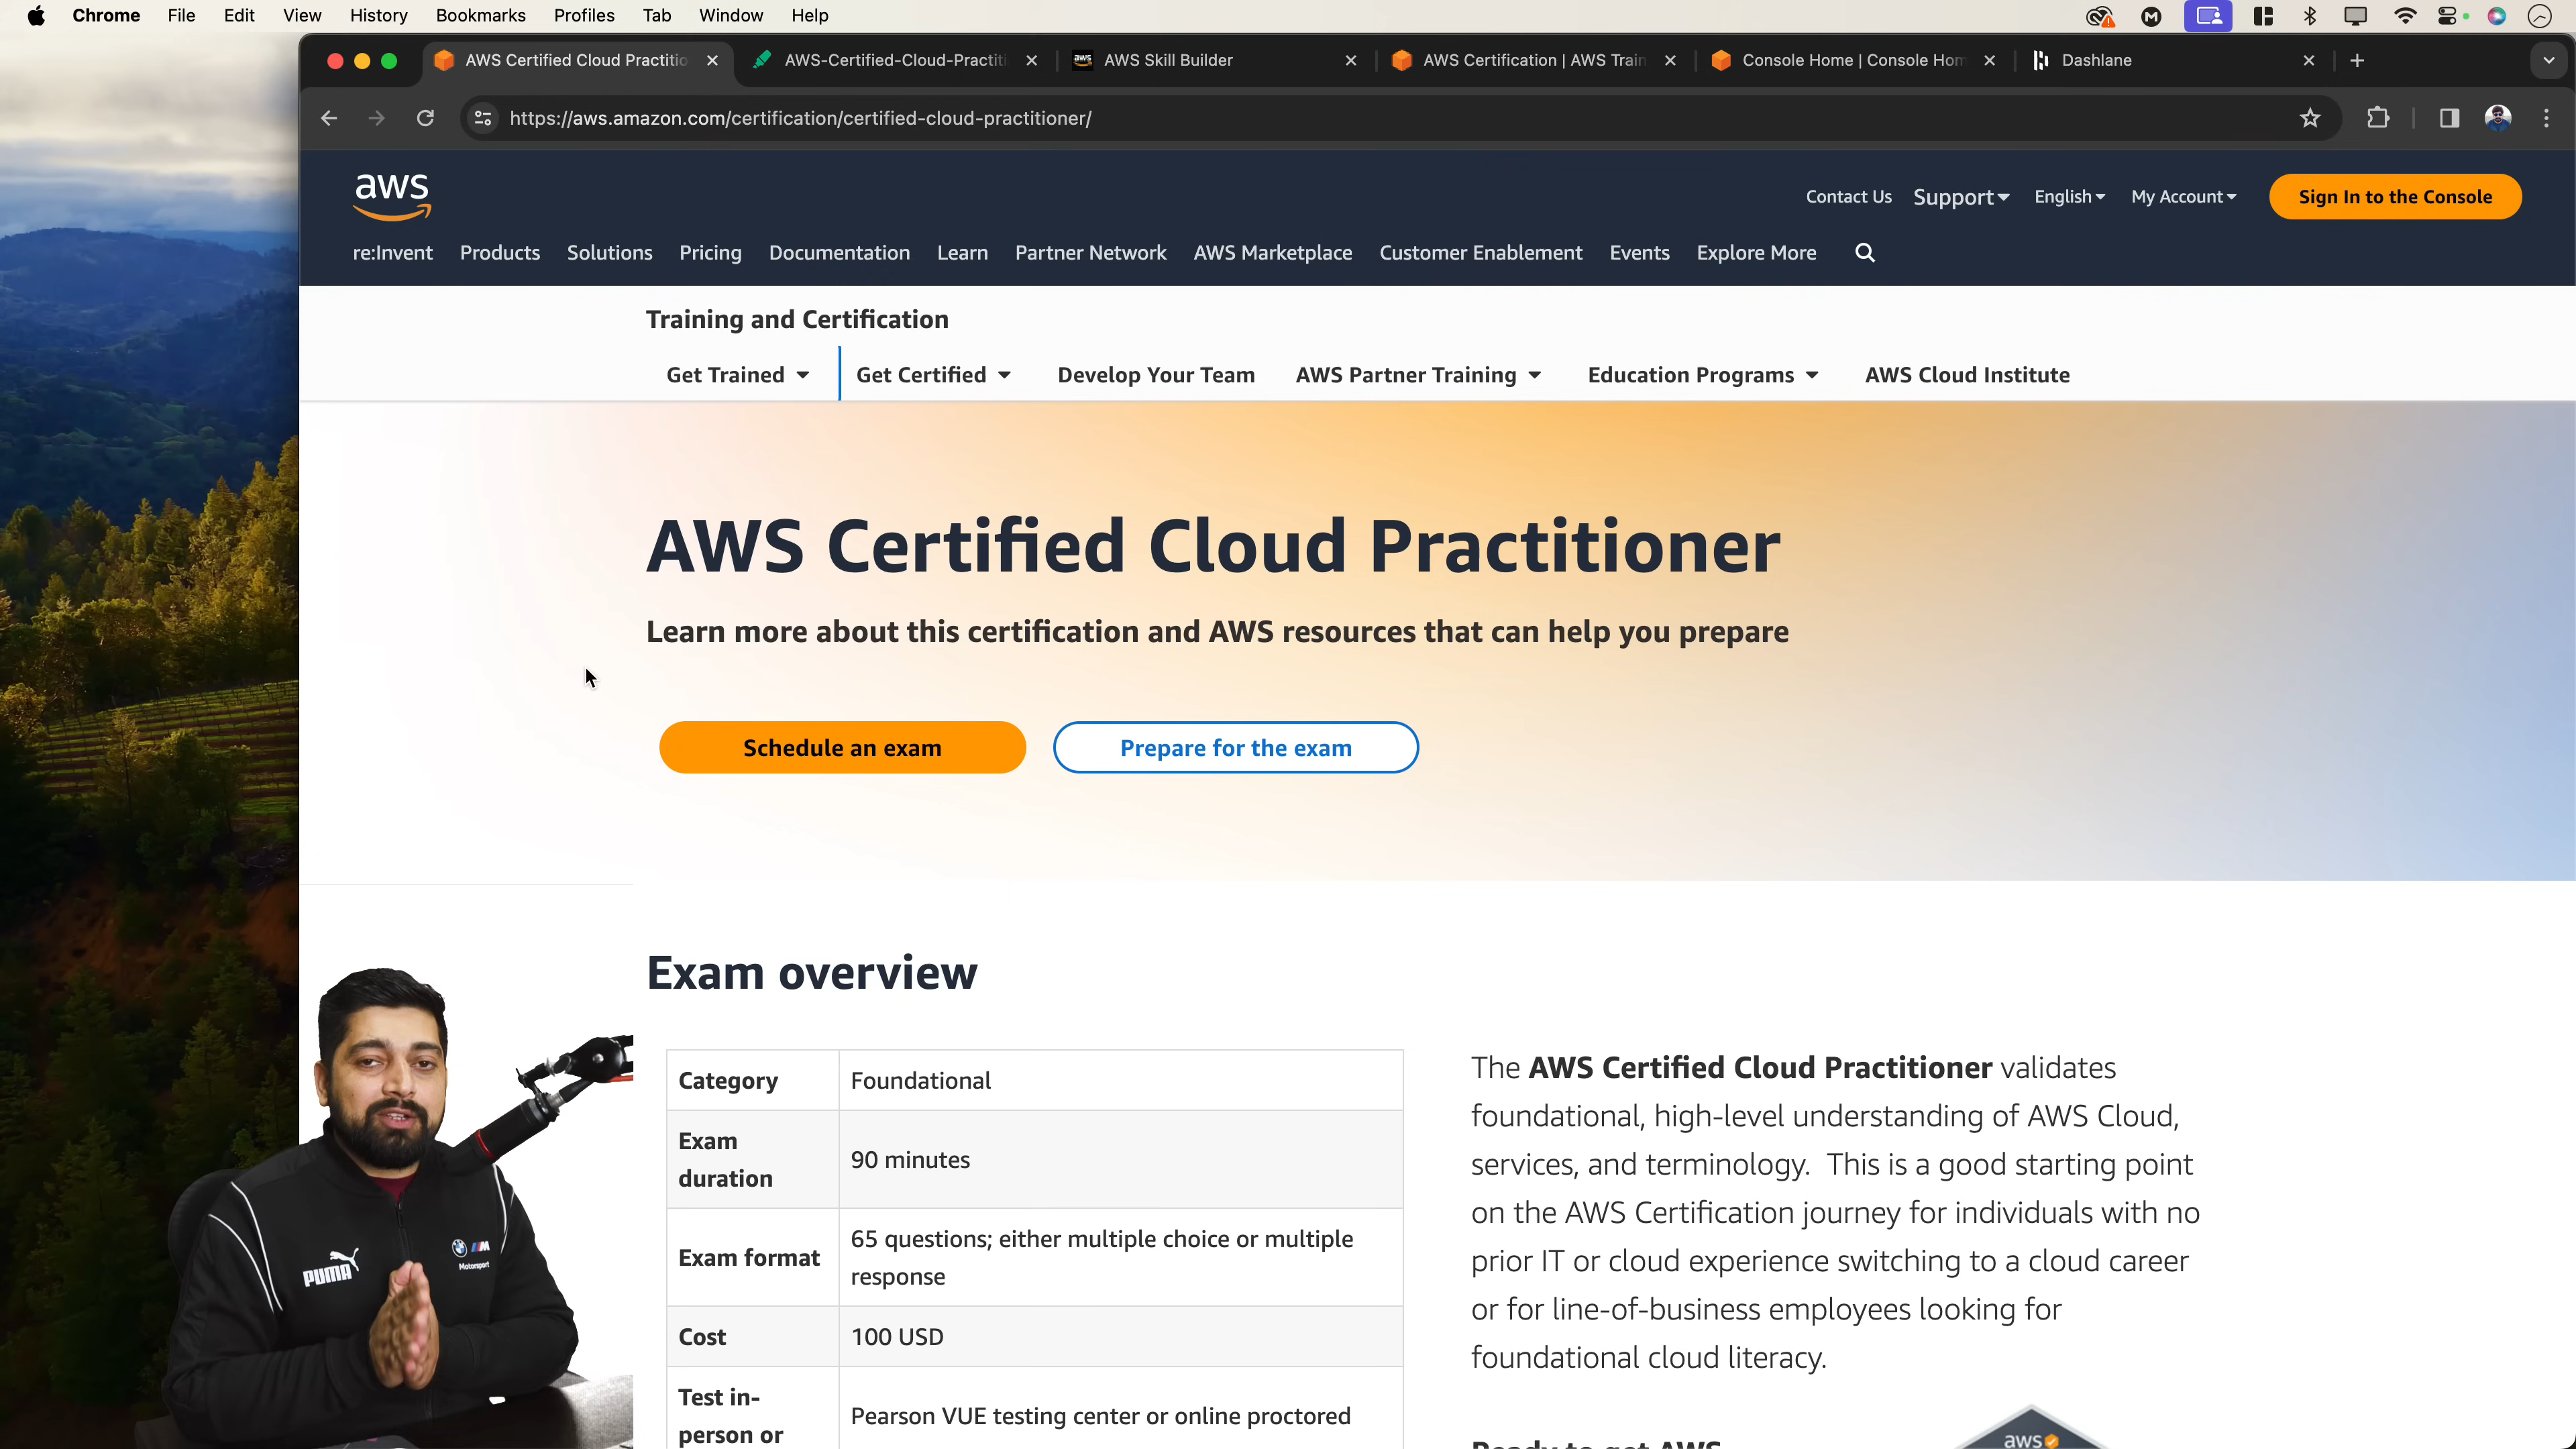 Chrome File Edit View History Bookmarks Profiles Tab Window Help
AWS Certified Cloud Practitio
AWS-Certified-Cloud-Practiti
aws AWS Skill Builder
AWS Certification | AWS Train
Console Home | Console Hom
Dashlane
https://aws.amazon.com/certification/certified-cloud-practitioner/
aws
Contact Us Support English My Account Sign In to the Console
re:Invent Products Solutions Pricing Documentation Learn Partner Network AWS Marketplace Customer Enablement Events Explore More
Training and Certification
Get Trained Get Certified Develop Your Team AWS Partner Training Education Programs AWS Cloud Institute
AWS Certified Cloud Practitioner
Learn more about this certification and AWS resources that can help you prepare
Schedule an exam Prepare for the exam
Exam overview
Category Foundational
Exam
duration
90 minutes
Exam format
65 questions; either multiple choice or multiple
response
Cost 100 USD
Test in-
person or
Pearson VUE testing center or online proctored
The AWS Certified Cloud Practitioner validates
foundational, high-level understanding of AWS Cloud,
services, and terminology.  This is a good starting point
on the AWS Certification journey for individuals with no
prior IT or cloud experience switching to a cloud career
or for line-of-business employees looking for
foundational cloud literacy.
Ready to get AWS
aws
PUMA
M
Motorsport